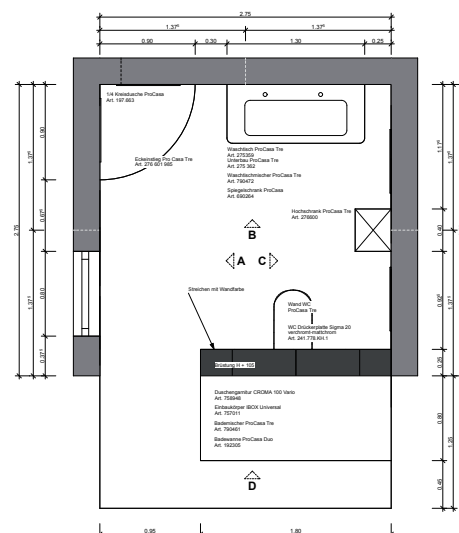 2.75
1.37⁵ 1.37⁵
0.90 0.30 1.30 0.25
1/4 Kreisdusche ProCasa
Art. 197.663
Eckeinstieg Pro Casa Tre
Art. 276 601 985
Waschtisch ProCasa Tre
Art. 275359
Unterbau ProCasa Tre
Art. 275 362
Waschtischmischer ProCasa Tre
Art. 790472
Spiegelschrank ProCasa
Art. 690264
Hochschrank ProCasa Tre
Art. 276600
B
A C
Streichen mit Wandfarbe
Wand WC
ProCasa Tre
WC Drückerplatte Sigma 20
verchromt-mattchrom
Art. 241.778.KH.1
Brüstung H + 105
Duschengarnitur CROMA 100 Vario
Art. 758948
Einbaukörper IBOX Universal
Art. 757011
Bademischer ProCasa Tre
Art. 790461
Badewanne ProCasa Duo
Art. 192305
D
2.75
1.37⁵
1.37⁵
0.90
0.67⁵
0.80
0.37⁵
1.17⁵
0.40
0.92⁵
0.25
0.80
0.45
1.37⁵
1.37⁵
1.25
0.95 1.80